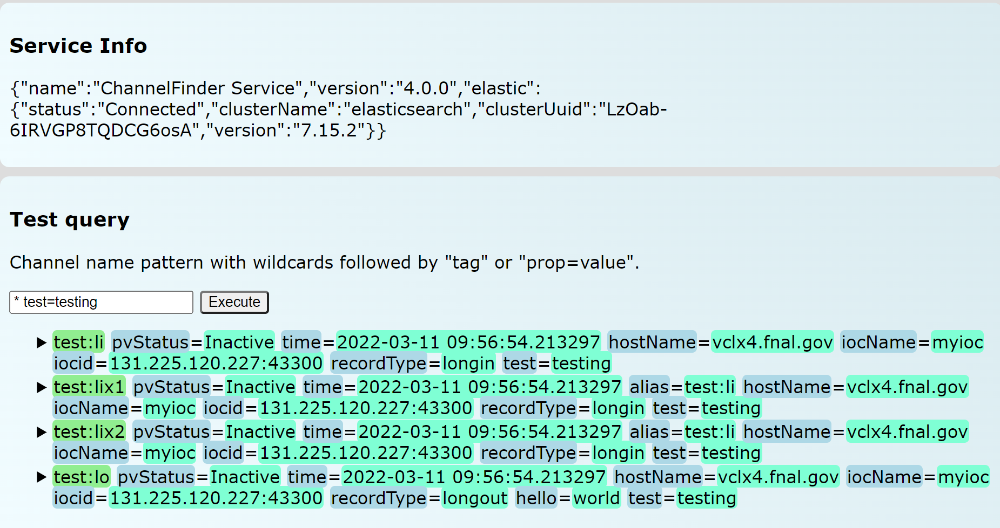 Service Info
{"name":"ChannelFinder Service","version":"4.0.0","elastic":
{"status":"Connected","clusterName":"elasticsearch","clusterUuid":"LzOab-
6IRVGP8TQDCG6osA","version":"7.15.2"}}
Test query
Channel name pattern with wildcards followed by "tag" or "prop=value".
* test=testing Execute
test:li pvStatus=Inactive time=2022-03-11 09:56:54.213297 hostName=vclx4.fnal.gov iocName=myioc
iocid=131.225.120.227:43300 recordType=longin test=testing
test:lix1 pvStatus=Inactive time=2022-03-11 09:56:54.213297 alias=test:li hostName=vclx4.fnal.gov
iocName=myioc iocid=131.225.120.227:43300 recordType=longin test=testing
test:lix2 pvStatus=Inactive time=2022-03-11 09:56:54.213297 alias=test:li hostName=vclx4.fnal.gov
iocName=myioc iocid=131.225.120.227:43300 recordType=longin test=testing
test:lo pvStatus=Inactive time=2022-03-11 09:56:54.213297 hostName=vclx4.fnal.gov iocName=myioc
iocid=131.225.120.227:43300 recordType=longout hello=world test=testing